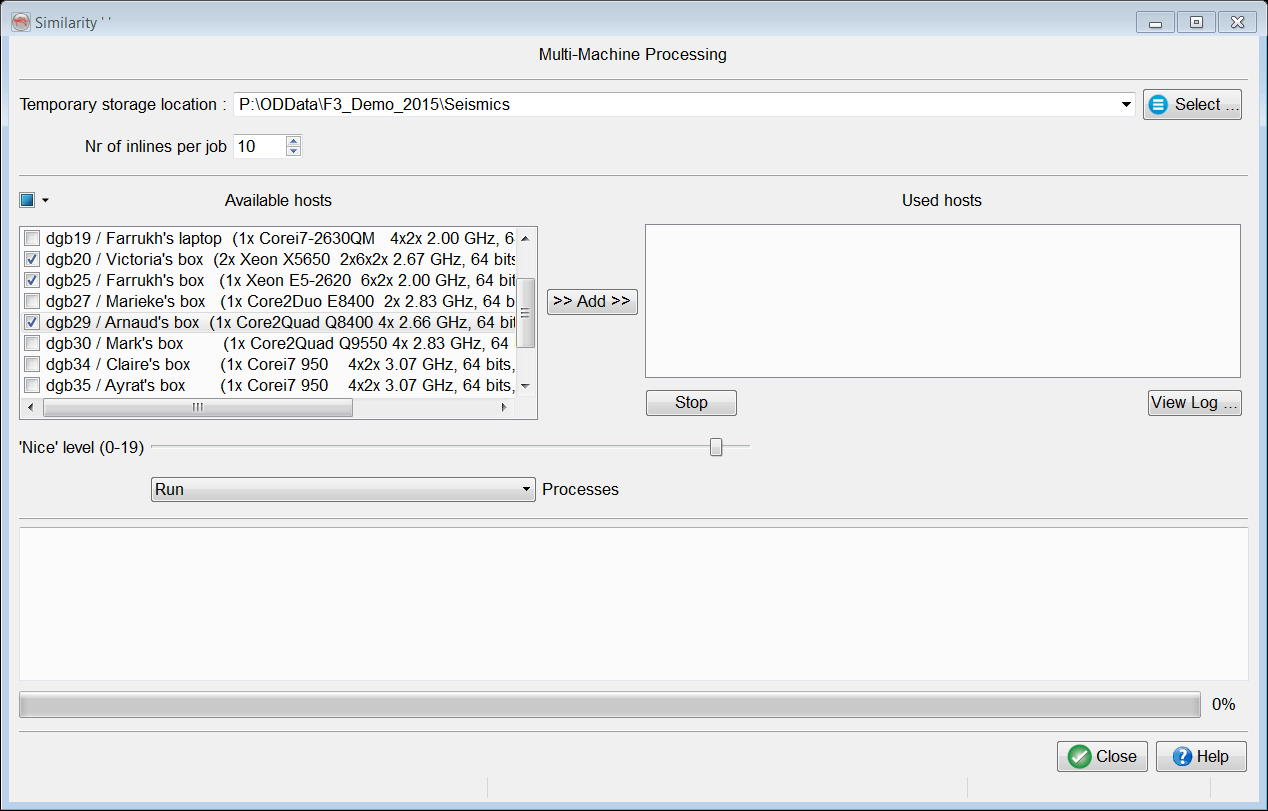 Similarity ' '
Multi-Machine Processing
Temporary storage location : P:\ODData\F3_Demo_2015\Seismics Select ...
Nr of inlines per job 10
Available hosts Used hosts
dgb19 / Farrukh's laptop (1x Corei7-2630QM 4x2x 2.00 GHz, 6
dgb20 / Victoria's box (2x Xeon X5650 2x6x2x 2.67 GHz, 64 bits
dgb25 / Farrukh's box (1x Xeon E5-2620 6x2x 2.00 GHz, 64 bit
dgb27 / Marieke's box (1x Core2Duo E8400 2x 2.83 GHz, 64 b
>> Add >>
dgb29 / Arnaud's box (1x Core2Quad Q8400 4x 2.66 GHz, 64 bit
dgb30 / Mark's box (1x Core2Quad Q9550 4x 2.83 GHz, 64
dgb34 / Claire's box (1x Corei7 950 4x2x 3.07 GHz, 64 bits,
dgb35 / Ayrat's box (1x Corei7 950 4x2x 3.07 GHz, 64 bits,
Stop View Log ...
'Nice' level (0-19)
Run Processes
0%
Close Help